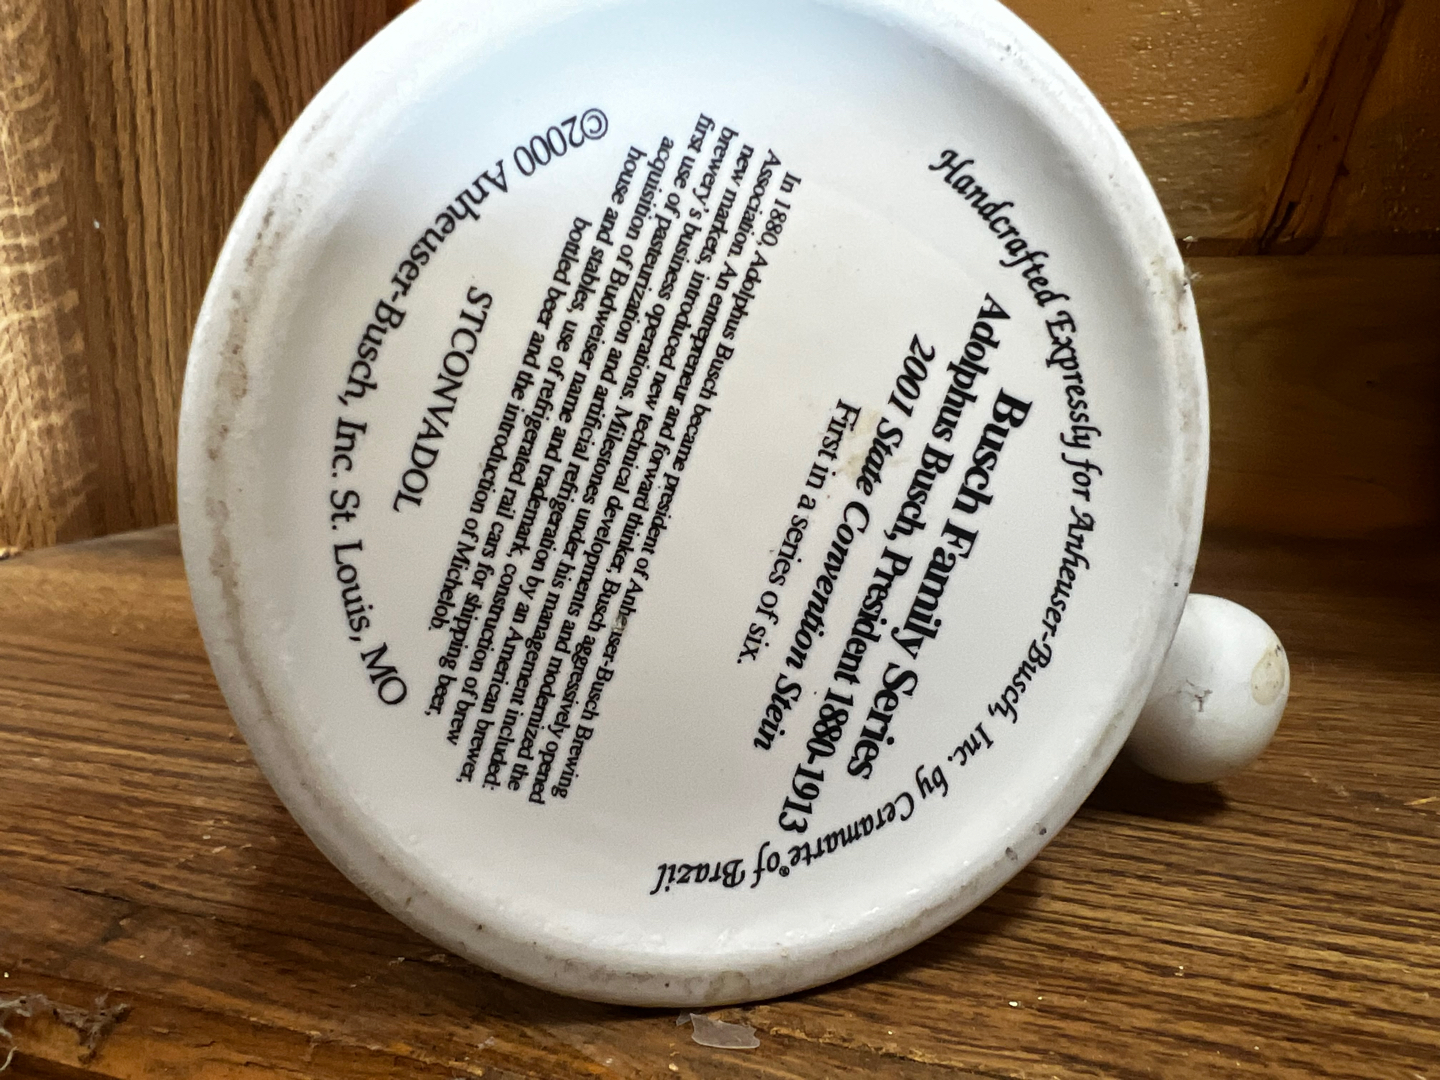 Handcrafted Expressly for Anheuser-Busch, Inc. by Ceramarte® of Brazil
Busch Family Series
Adolphus Busch, President 1880-1913
2001 State Convention Stein
First in a series of six.
In 1880, Adolphus Busch became president of Anheuser-Busch Brewing
Association. An entrepreneur and forward thinker, Busch aggressively opened
new markets, introduced new technical developments and modernized the
brewery's business operations. Milestones under his management included:
first use of pasteurization and artificial refrigeration by an American brewer,
acquisition of Budweiser name and trademark, construction of brew
house and stables, use of refrigerated rail cars for shipping beer,
bottled beer and the introduction of Michelob.
STCONVADOL
©2000 Anheuser-Busch, Inc. St. Louis, MO